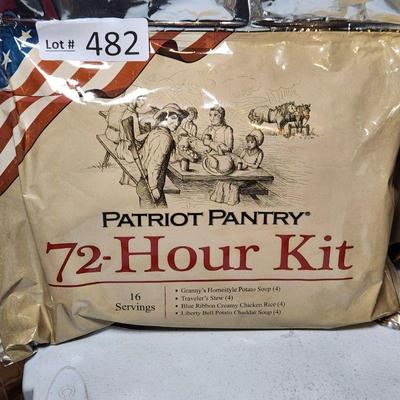 Lot # 482
PATRIOT PANTRY®
72-Hour Kit
16
Servings
• Granny's Homestyle Potato Soup (4)
• Traveler's Stew (4)
• Blue Ribbon Creamy Chicken Rice (4)
• Liberty Bell Potato Cheddar Soup (4)